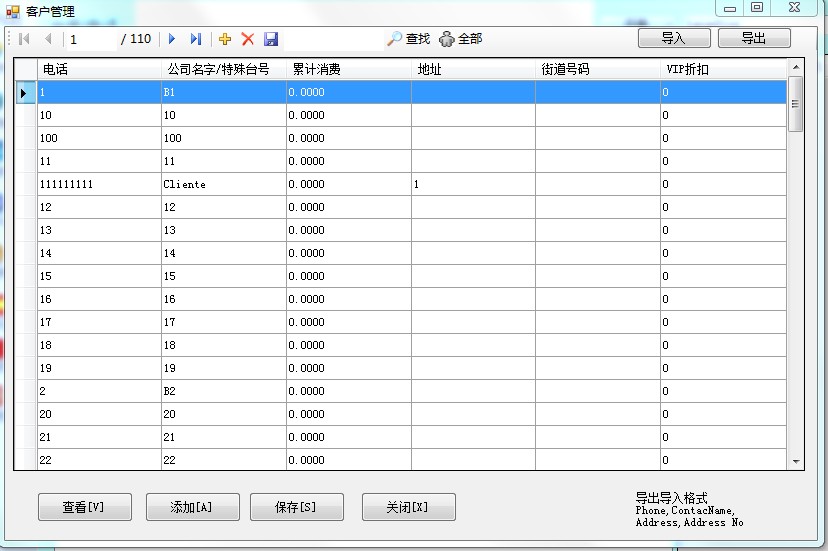 客户管理
1 / 110 查找 全部 导入 导出
电话 公司名字/特殊台号 累计消费 地址 街道号码 VIP折扣
1 B1 0.0000 0
10 10 0.0000 0
100 100 0.0000 0
11 11 0.0000 0
111111111 Cliente 0.0000 1 0
12 12 0.0000 0
13 13 0.0000 0
14 14 0.0000 0
15 15 0.0000 0
16 16 0.0000 0
17 17 0.0000 0
18 18 0.0000 0
19 19 0.0000 0
2 B2 0.0000 0
20 20 0.0000 0
21 21 0.0000 0
22 22 0.0000 0
查看[V] 添加[A] 保存[S] 关闭[X]
导出导入格式
Phone,ContacName,
Address,Address No